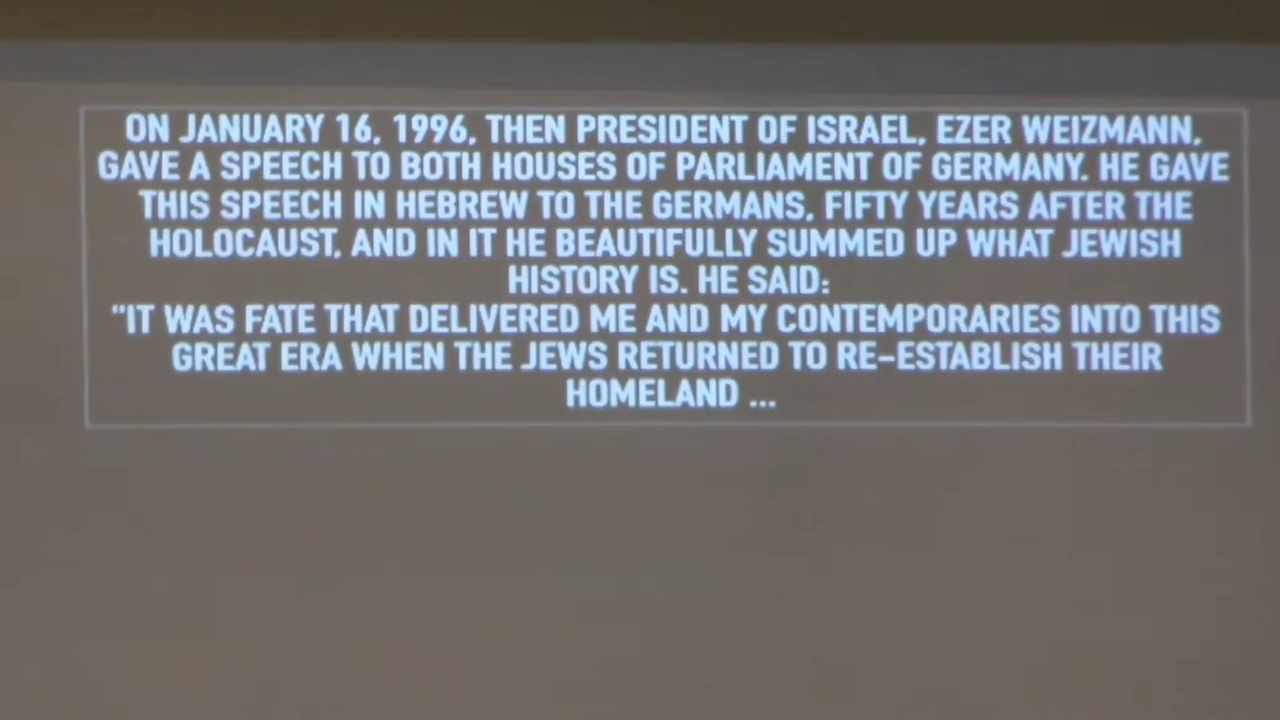 ON JANUARY 16, 1996, THEN PRESIDENT OF ISRAEL, EZER WEIZMANN,
GAVE A SPEECH TO BOTH HOUSES OF PARLIAMENT OF GERMANY. HE GAVE
THIS SPEECH IN HEBREW TO THE GERMANS, FIFTY YEARS AFTER THE
HOLOCAUST, AND IN IT HE BEAUTIFULLY SUMMED UP WHAT JEWISH
HISTORY IS. HE SAID:
"IT WAS FATE THAT DELIVERED ME AND MY CONTEMPORARIES INTO THIS
GREAT ERA WHEN THE JEWS RETURNED TO RE-ESTABLISH THEIR
HOMELAND ...